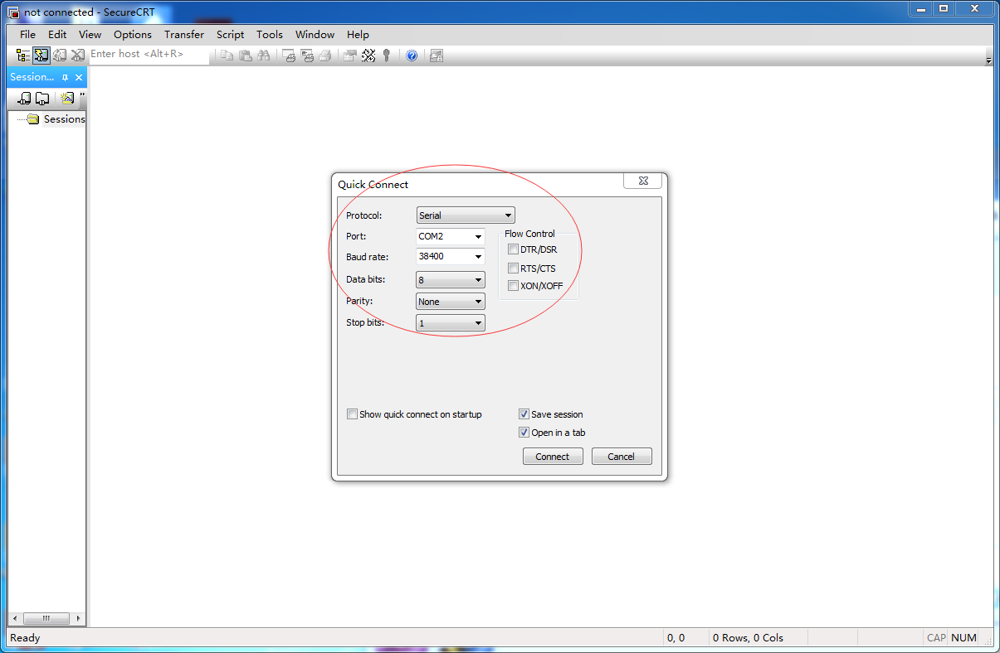 not connected - SecureCRT
File Edit View Options Transfer Script Tools Window Help
Enter host <Alt+R>
Session...
Sessions
Quick Connect
Protocol: Serial
Port: COM2
Flow Control
DTR/DSR
Baud rate: 38400
RTS/CTS
Data bits: 8
XON/XOFF
Parity: None
Stop bits: 1
Show quick connect on startup
Save session
Open in a tab
Connect Cancel
Ready 0, 0 0 Rows, 0 Cols CAP NUM